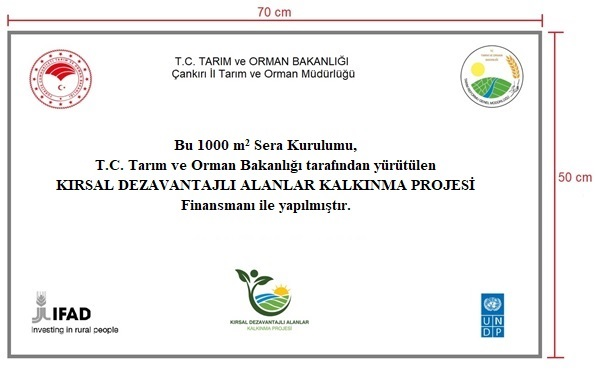 70 cm
T.C. TARIM ve ORMAN BAKANLIĞI
Çankırı İl Tarım ve Orman Müdürlüğü
Bu 1000 m² Sera Kurulumu,
T.C. Tarım ve Orman Bakanlığı tarafından yürütülen
KIRSAL DEZAVANTAJLI ALANLAR KALKINMA PROJESİ
Finansmanı ile yapılmıştır.
50 cm
IFAD
Investing in rural people
KIRSAL DEZAVANTAJLI ALANLAR
KALKINMA PROJESİ
U N
D P